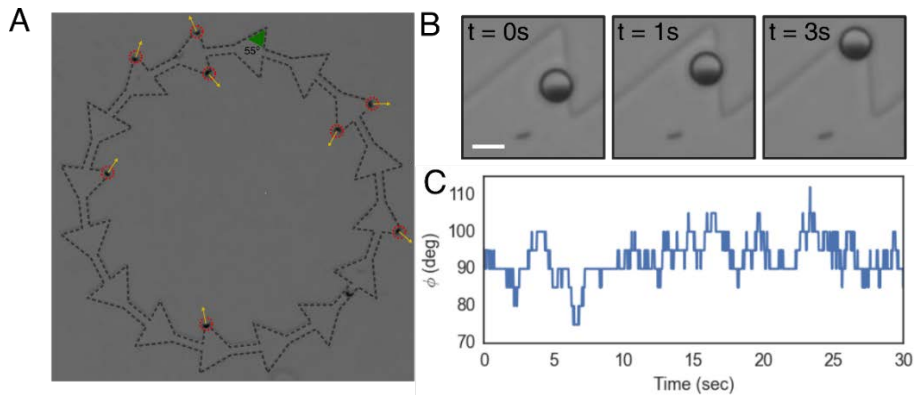 A
55°
B
t = 0s
t = 1s
t = 3s
C
110
100
90
80
70
ϕ (deg)
0
5
10
15
20
25
30
Time (sec)